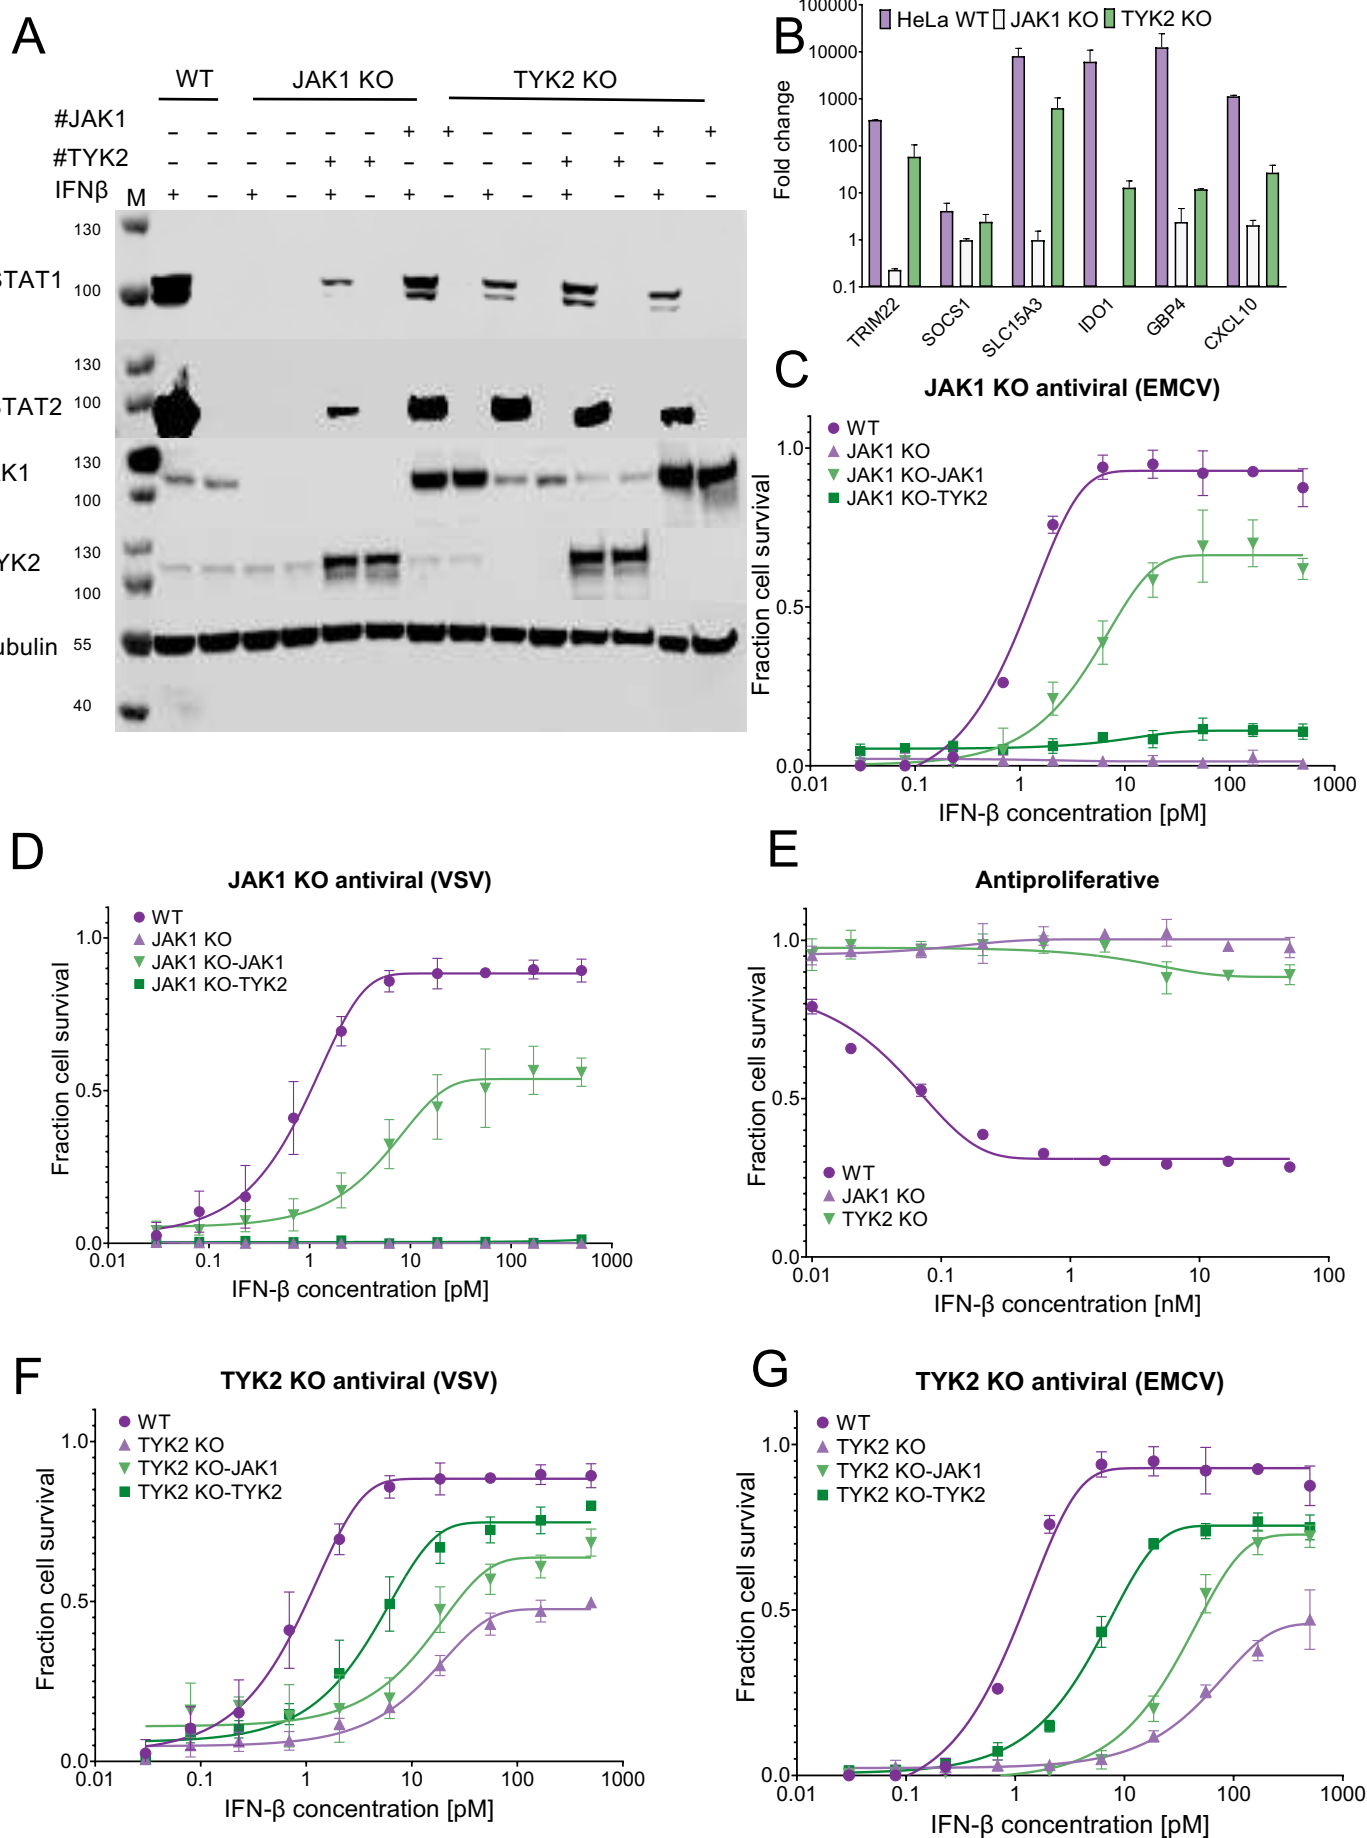 A
WT JAK1 KO TYK2 KO
#JAK1 – – – – – – + + – – – – + – +
#TYK2 – – – – + + – – – – + – – –
IFNβ + – + – + – + – + – + – + –
M
130
STAT1
100
130
STAT2 100
130
K1
100
YK2 130
100
ubulin 55
40
B
HeLa WT JAK1 KO TYK2 KO
Fold change
100000
10000
1000
100
10
1
0.1
TRIM22 SOCS1 SLC15A3 IDO1 GBP4 CXCL10
C
JAK1 KO antiviral (EMCV)
WT
JAK1 KO
JAK1 KO-JAK1
JAK1 KO-TYK2
Fraction cell survival
1.0
0.5
0.0
0.01 0.1 1 10 100 1000
IFN-β concentration [pM]
D
JAK1 KO antiviral (VSV)
WT
JAK1 KO
JAK1 KO-JAK1
JAK1 KO-TYK2
Fraction cell survival
1.0
0.5
0.0
0.01 0.1 1 10 100 1000
IFN-β concentration [pM]
E
Antiproliferative
Fraction cell survival
1.0
0.5
0.0
WT
JAK1 KO
TYK2 KO
0.01 0.1 1 10 100
IFN-β concentration [nM]
F
TYK2 KO antiviral (VSV)
WT
TYK2 KO
TYK2 KO-JAK1
TYK2 KO-TYK2
Fraction cell survival
1.0
0.5
0.0
0.01 0.1 1 10 100 1000
IFN-β concentration [pM]
G
TYK2 KO antiviral (EMCV)
WT
TYK2 KO
TYK2 KO-JAK1
TYK2 KO-TYK2
Fraction cell survival
1.0
0.5
0.0
0.01 0.1 1 10 100 1000
IFN-β concentration [pM]